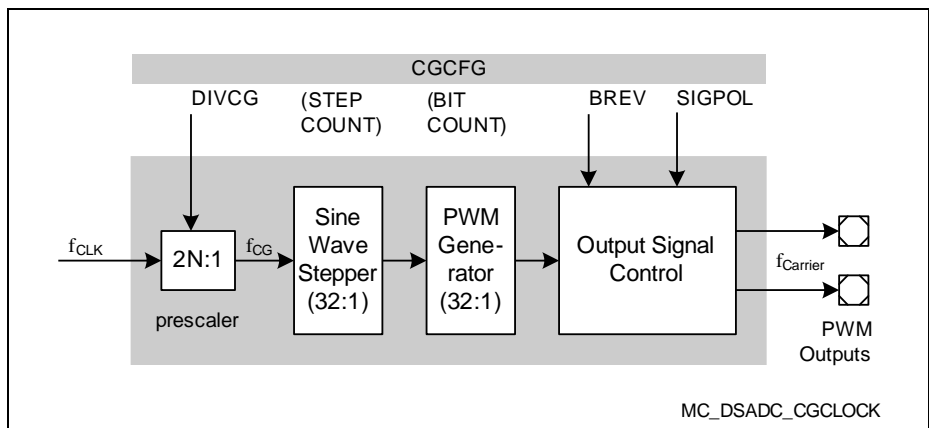 CGCFG
DIVCG
(STEP
COUNT)
(BIT
COUNT)
BREV
SIGPOL
fCLK
2N:1
prescaler
fCG
Sine
Wave
Stepper
(32:1)
PWM
Gene-
rator
(32:1)
Output Signal
Control
fCarrier
PWM
Outputs
MC_DSADC_CGCLOCK